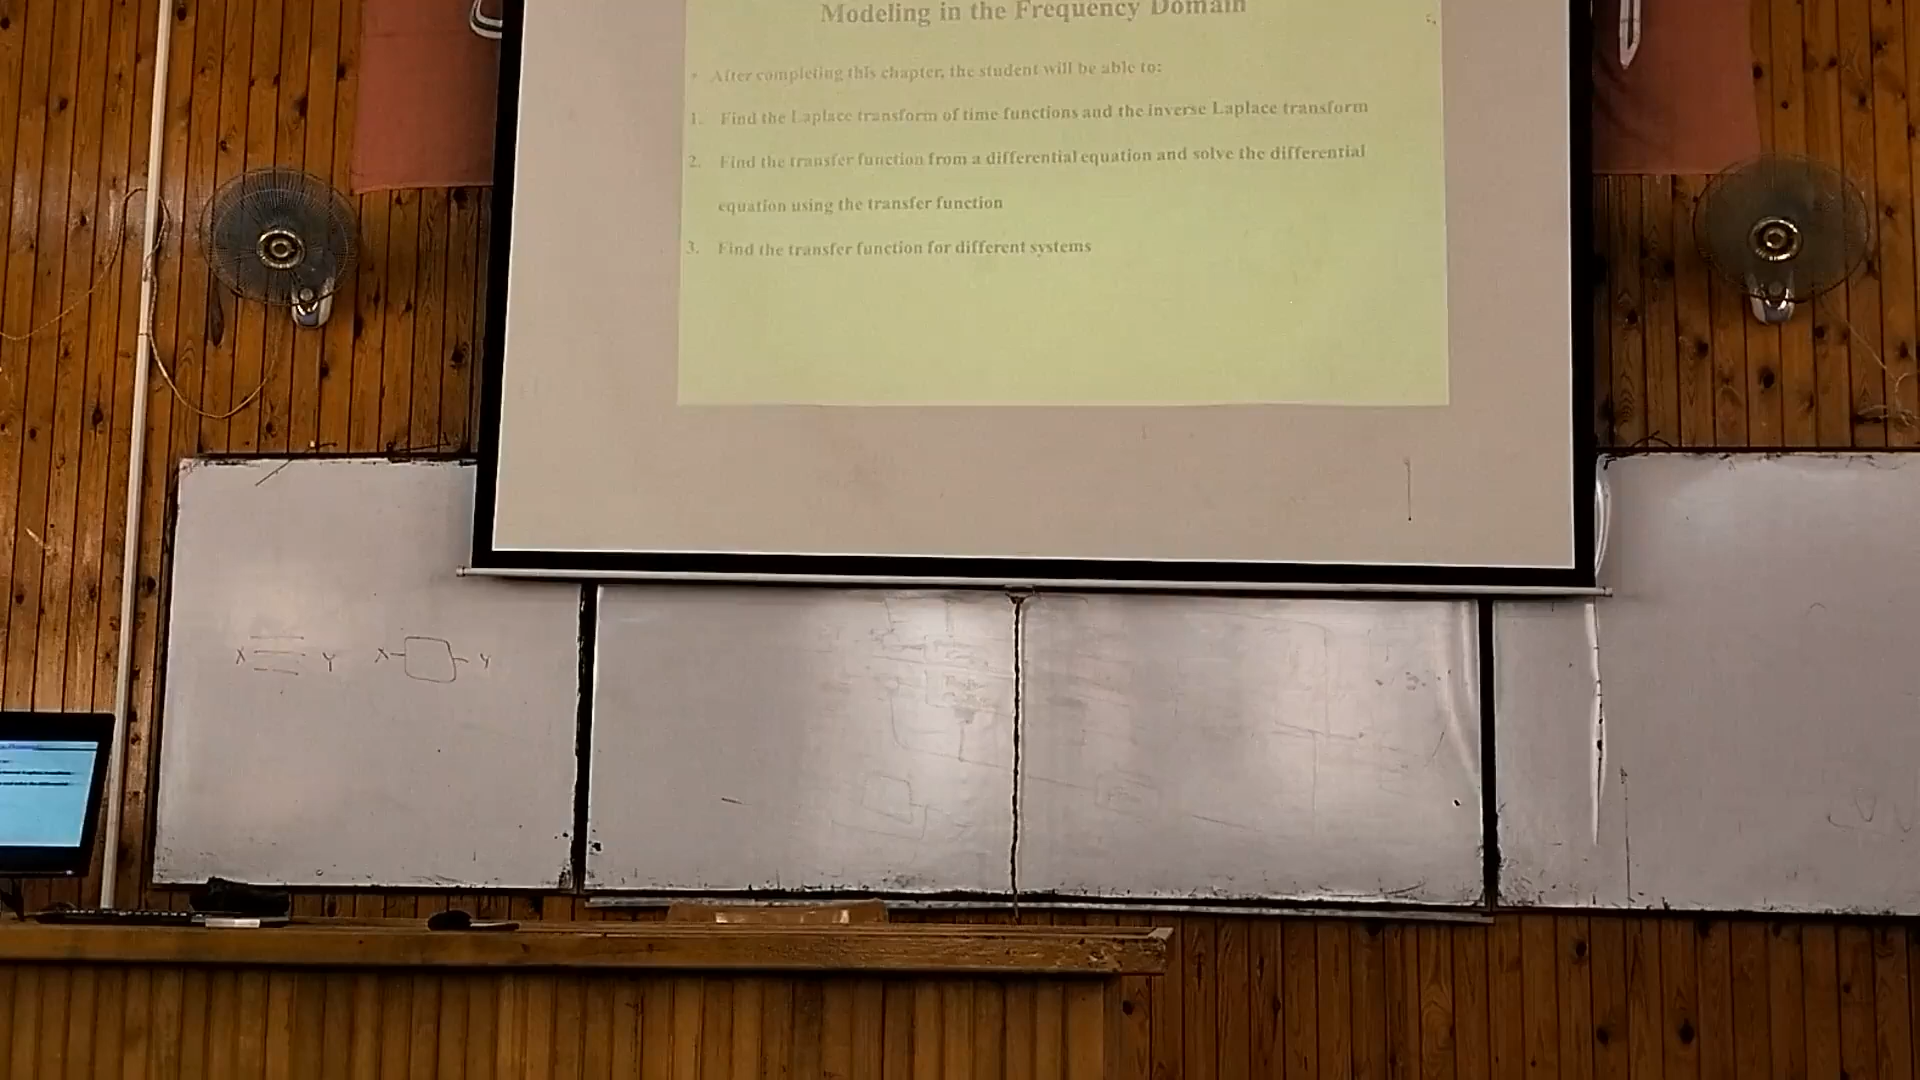 Modeling in the Frequency Domain
• After completing this chapter, the student will be able to:
1. Find the Laplace transform of time functions and the inverse Laplace transform
2. Find the transfer function from a differential equation and solve the differential
equation using the transfer function
3. Find the transfer function for different systems
X Y X Y